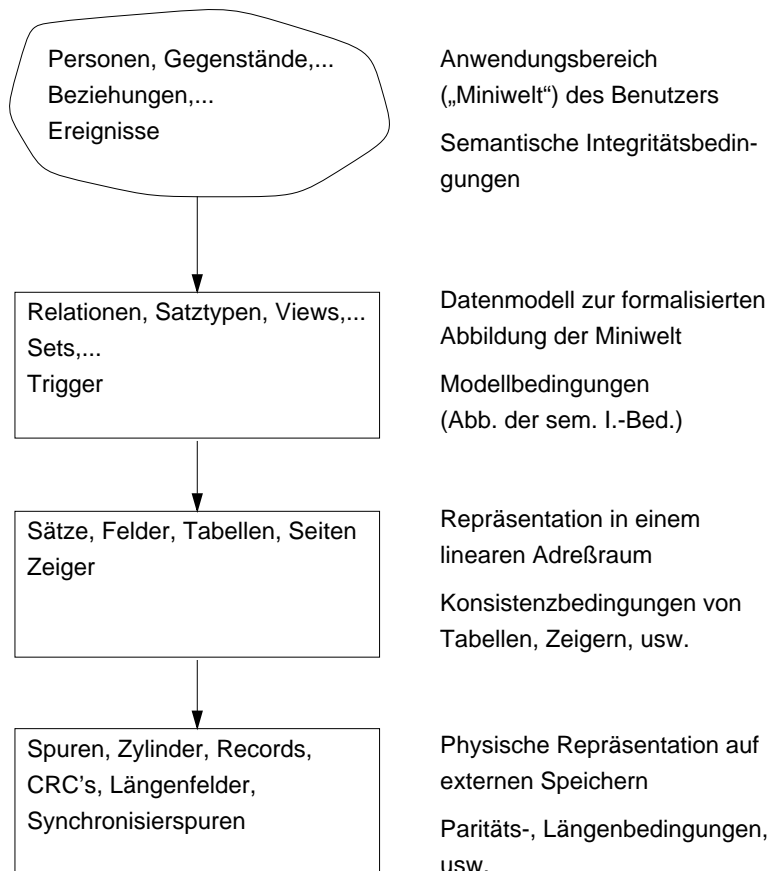 Personen, Gegenstände,...
Beziehungen,...
Ereignisse
Anwendungsbereich
(„Miniwelt“) des Benutzers
Semantische Integritätsbedin-
gungen
Relationen, Satztypen, Views,...
Sets,...
Trigger
Datenmodell zur formalisierten
Abbildung der Miniwelt
Modellbedingungen
(Abb. der sem. I.-Bed.)
Sätze, Felder, Tabellen, Seiten
Zeiger
Repräsentation in einem
linearen Adreßraum
Konsistenzbedingungen von
Tabellen, Zeigern, usw.
Spuren, Zylinder, Records,
CRC's, Längenfelder,
Synchronisierspuren
Physische Repräsentation auf
externen Speichern
Paritäts-, Längenbedingungen,
usw.